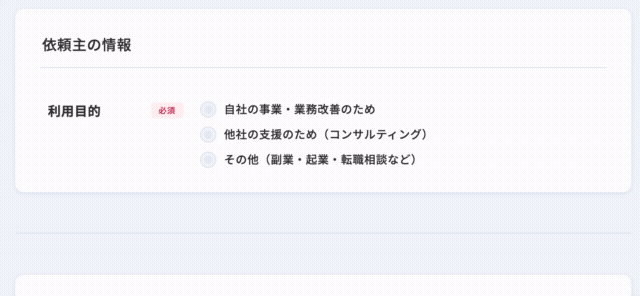 依頼主の情報
利用目的 必須 自社の事業・業務改善のため
他社の支援のため（コンサルティング）
その他（副業・起業・転職相談など）